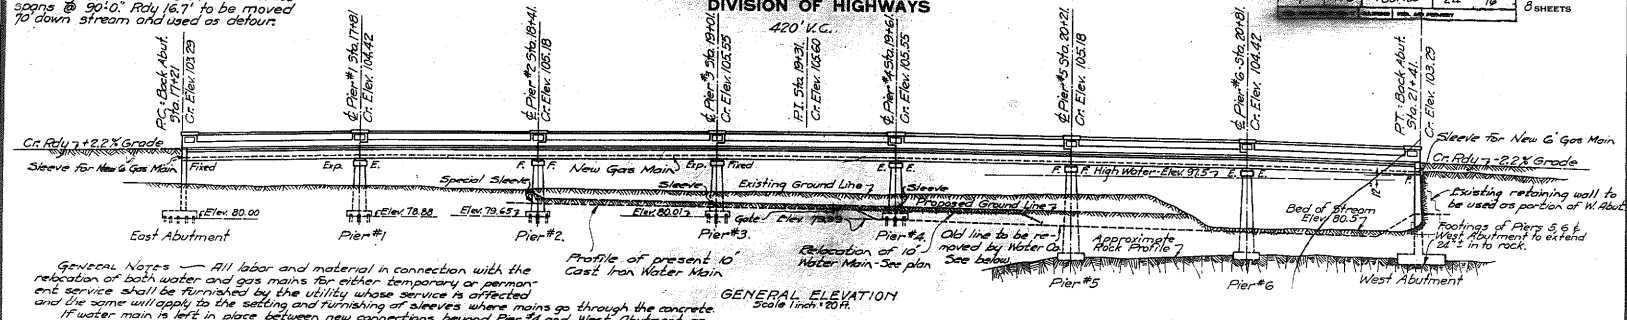 spans @ 90'-0." Rdy 16.7' to be moved
70' down stream and used as detour.
DIVISION OF HIGHWAYS
420' V.C.
8 SHEETS
P.C. Back Abut.
Sta. 17+21
Cr. Elev. 103.29
₵ Pier #1 Sta. 17+81
Cr. Elev. 104.42
₵ Pier #2 Sta. 18+41.
Cr. Elev. 105.18
₵ Pier #3 Sta. 19+01
Cr. Elev. 105.55
P.I. Sta. 19+31
Cr. Elev. 105.60
₵ Pier #4 Sta. 19+61
Cr. Elev. 105.55
₵ Pier #5 Sta. 20+21
Cr. Elev. 105.18
₵ Pier #6 Sta. 20+81.
Cr. Elev. 104.42
P.T. Back Abut.
Sta. 21+41.
Cr. Elev. 103.29
Cr. Rdy +2.2% Grade
Sleeve for New 6" Gas Main
Fixed
Exp. E.
F. F.
New Gas Main
Exp. Fixed
E. E.
F. F.
High Water-Elev. 97.5
E. E.
F.
Sleeve for New 6" Gas Main
Cr. Rdy -2.2% Grade
Special Sleeve
Sleeve
Existing Ground Line
Sleeve
Proposed Ground Line
Existing retaining wall to
be used as portion of W. Abut
Elev. 80.00
Elev. 78.88
Elev. 79.65
Elev. 80.01
Gate
Elev.
Bed of Stream
Elev. 80.5
Footings of Piers 5, 6 &
West Abutment to extend
24"± in to rock.
East Abutment
Pier #1
Pier #2.
Pier #3.
Pier #4.
Profile of present 10"
Cast Iron Water Main
Relocation of 10"
Water Main-See plan
Old line to be re-
moved by Water Co.
See below.
Approximate
Rock Profile
Pier #5
Pier #6
West Abutment
GENERAL NOTES — All labor and material in connection with the
relocation of both water and gas mains for either temporary or perman-
ent service shall be furnished by the utility whose service is affected
and the same will apply to the setting and furnishing of sleeves where mains go through the concrete.
If water main is left in place between new connections beyond Pier #4 and West Abutment
GENERAL ELEVATION
Scale 1 inch = 20 ft.